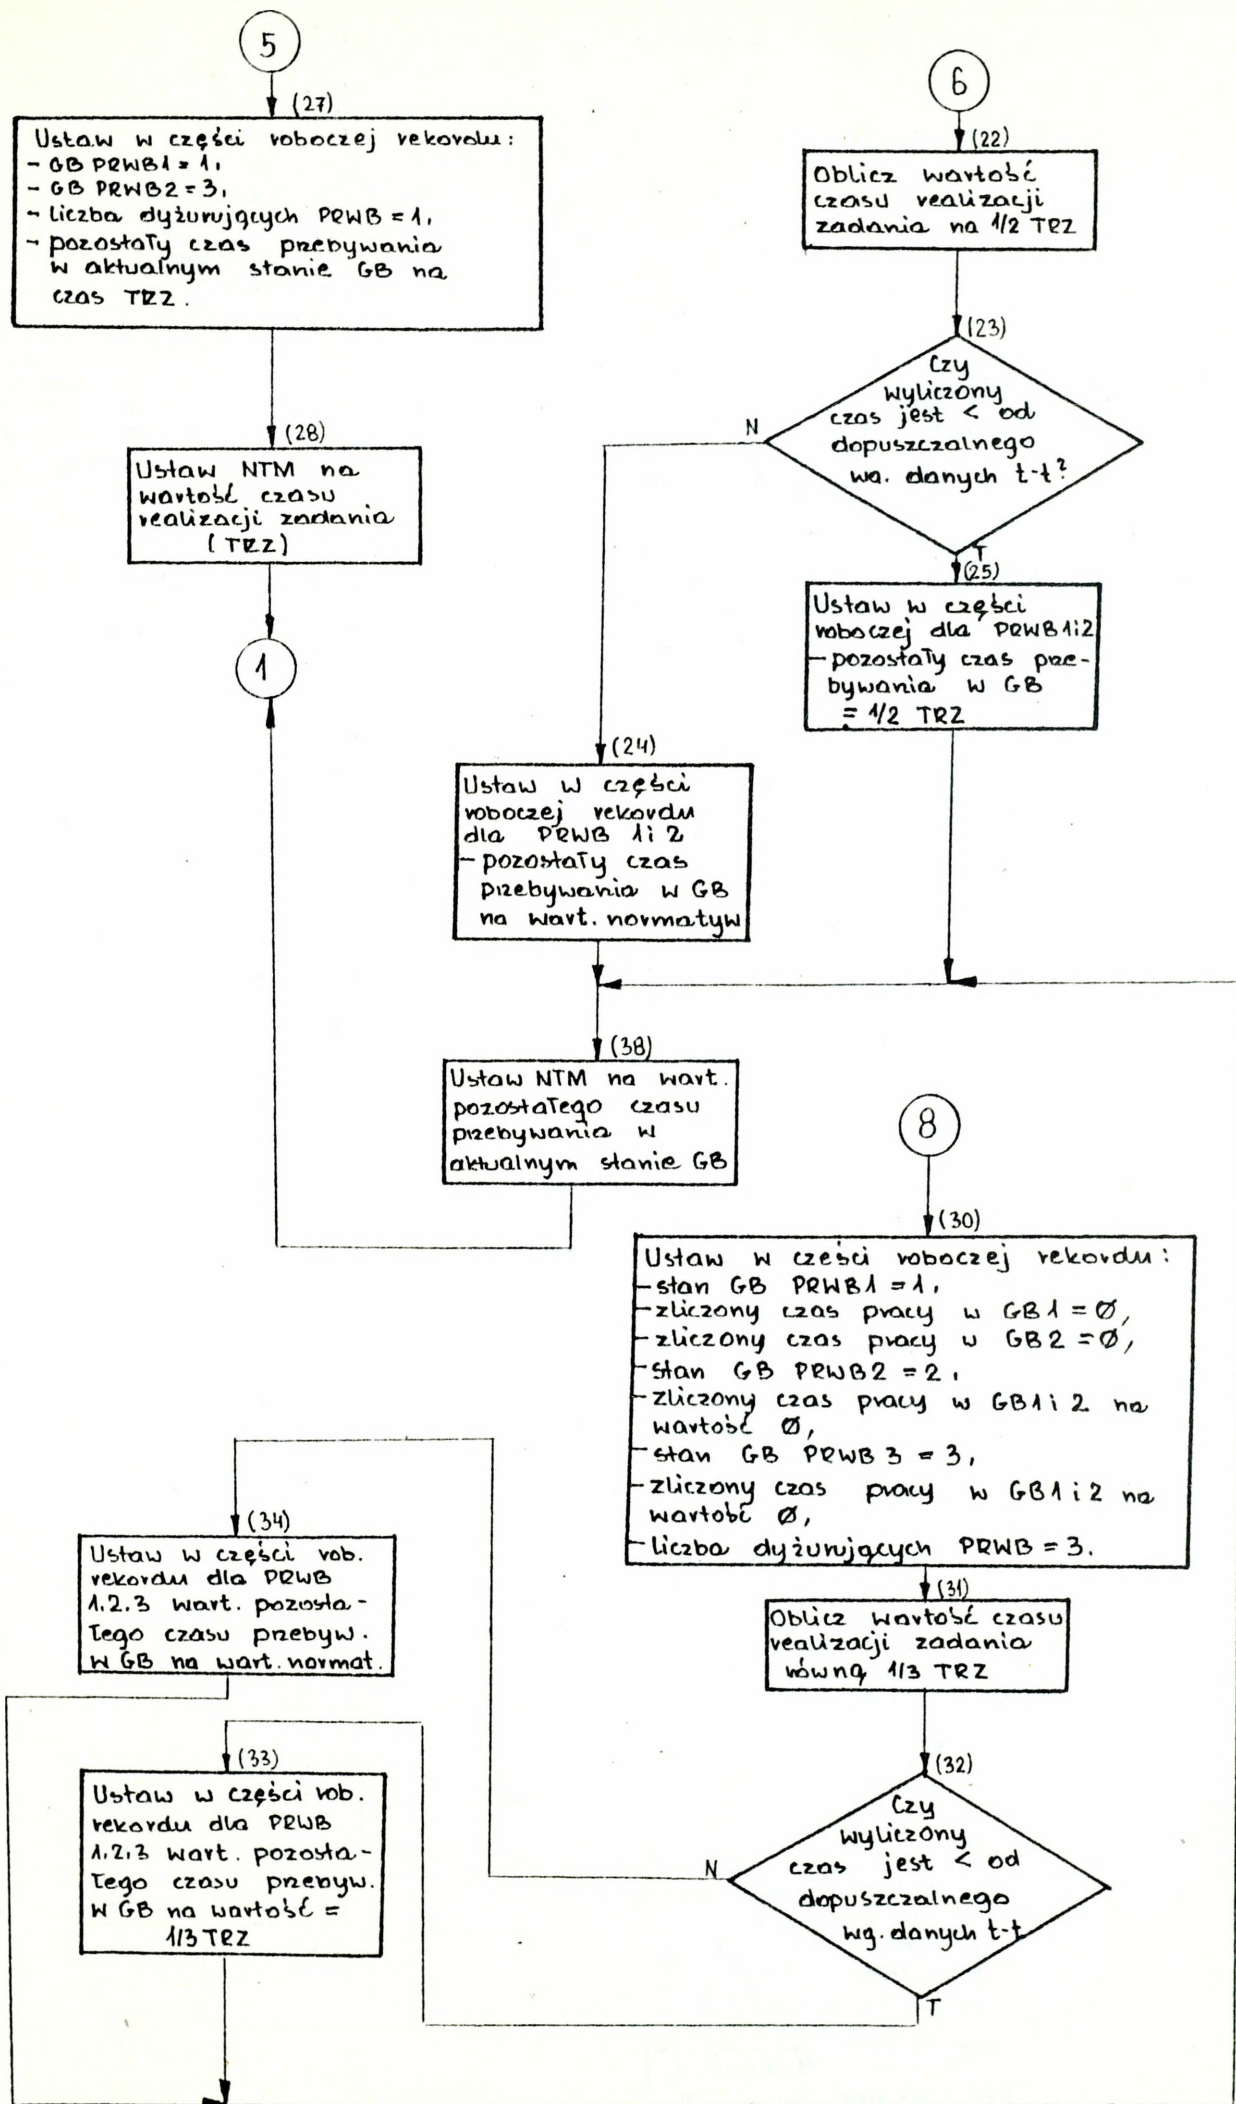 5
(27)
Ustaw w części roboczej rekordu:
- GB PRWB1 = 1,
- GB PRWB2 = 3,
- liczba dyżurujących PRWB = 1,
- pozostały czas przebywania
w aktualnym stanie GB na
czas TRZ.
(28)
Ustaw NTM na
wartość czasu
realizacji zadania
(TRZ)
1
6
(22)
Oblicz wartość
czasu realizacji
zadania na 1/2 TRZ
(23)
Czy
wyliczony
czas jest < od
dopuszczalnego
wg. danych t-t?
N
T
(25)
Ustaw w części
roboczej dla PRWB 1i2
- pozostały czas prze-
bywania w GB
= 1/2 TRZ
(24)
Ustaw w części
roboczej rekordu
dla PRWB 1i 2
- pozostały czas
przebywania w GB
na wart. normatyw
(38)
Ustaw NTM na wart.
pozostałego czasu
przebywania w
aktualnym stanie GB
8
(30)
Ustaw w cześci roboczej rekordu:
- stan GB PRWB1 = 1,
- zliczony czas pracy w GB1 = Ø,
- zliczony czas pracy w GB2 = Ø,
- stan GB PRWB2 = 2,
- zliczony czas pracy w GB1 i 2 na
wartość Ø,
- stan GB PRWB 3 = 3,
- zliczony czas pracy w GB1 i 2 na
wartość Ø,
- liczba dyżurujących PRWB = 3.
(31)
Oblicz wartość czasu
realizacji zadania
równą 1/3 TRZ
(32)
Czy
wyliczony
czas jest < od
dopuszczalnego
wg. danych t-t
N
T
(34)
Ustaw w części rob.
rekordu dla PRWB
1.2.3 wart. pozosta-
łego czasu przebyw.
w GB na wart. normat.
(33)
Ustaw w części rob.
rekordu dla PRWB
1.2.3 wart. pozosta-
łego czasu przebyw.
w GB na wartość =
1/3 TRZ